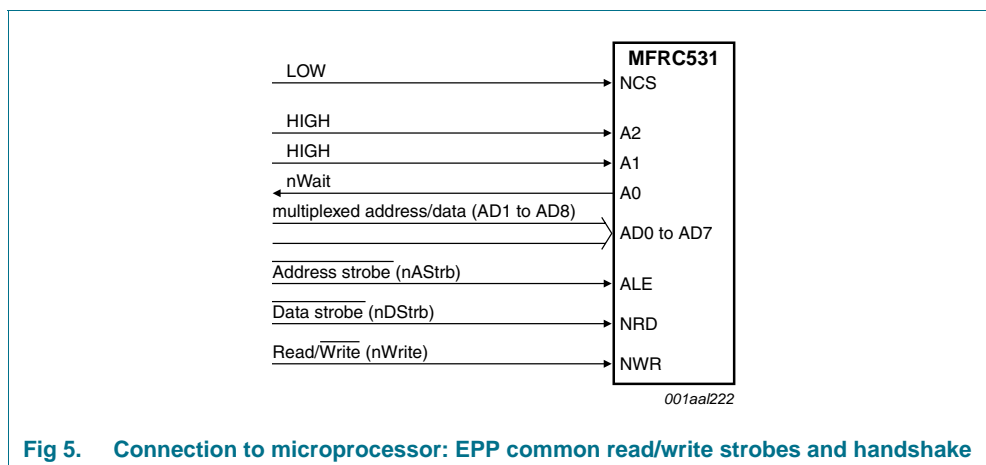 MFRC531
LOW
NCS
HIGH
A2
HIGH
A1
nWait
A0
multiplexed address/data (AD1 to AD8)
AD0 to AD7
Address strobe (nAStrb)
ALE
Data strobe (nDStrb)
NRD
Read/Write (nWrite)
NWR
001aal222
Fig 5. Connection to microprocessor: EPP common read/write strobes and handshake